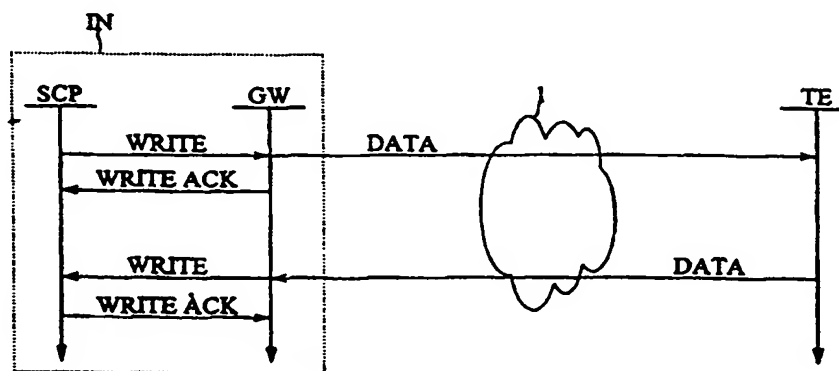 IN
SCP GW 1 TE
WRITE DATA
WRITE ACK
WRITE DATA
WRITE ACK